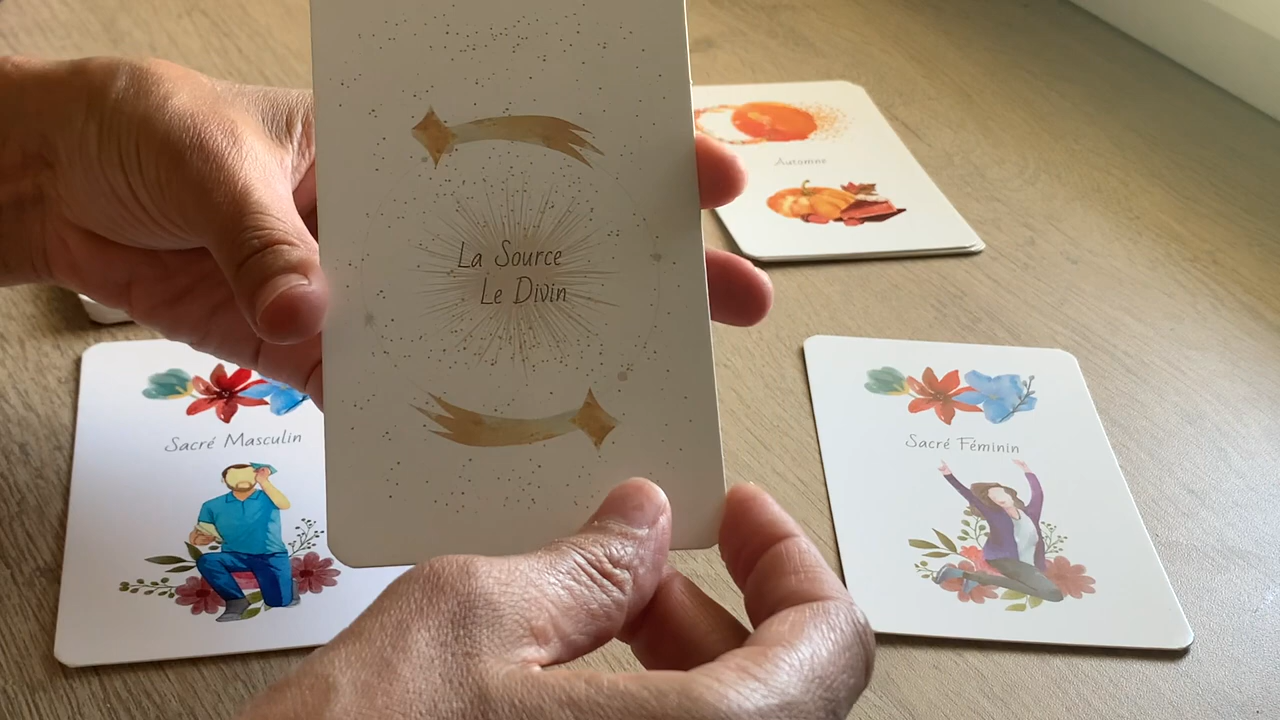 La Source
Le Divin
Automne
Sacré Masculin
Sacré Féminin